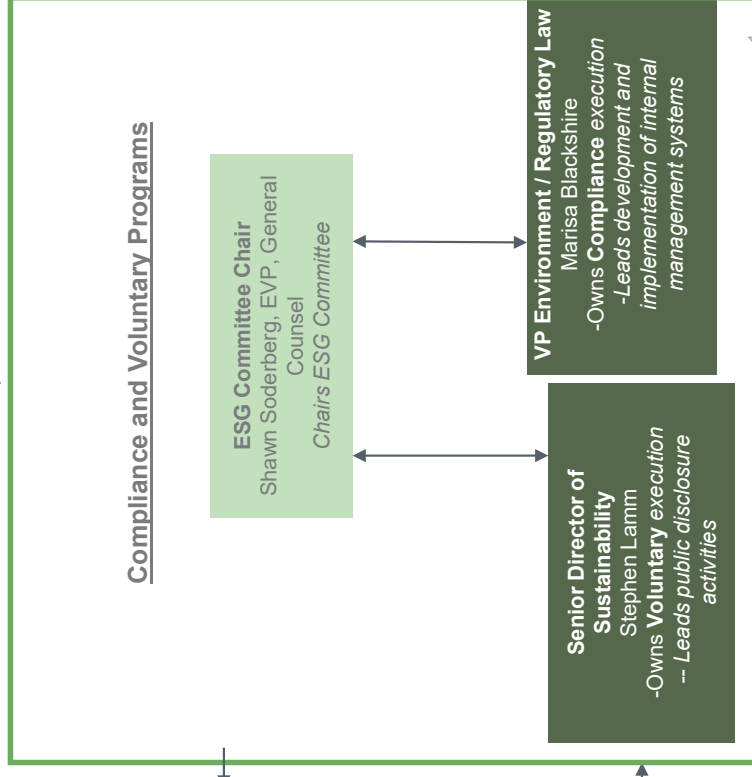 Compliance and Voluntary Programs
ESG Committee Chair
Shawn Soderberg, EVP, General
Counsel
Chairs ESG Committee
Senior Director of
Sustainability
Stephen Lamm
-Owns Voluntary execution
-- Leads public disclosure
activities
VP Environment / Regulatory Law
Marisa Blackshire
-Owns Compliance execution
-Leads development and
implementation of internal
management systems